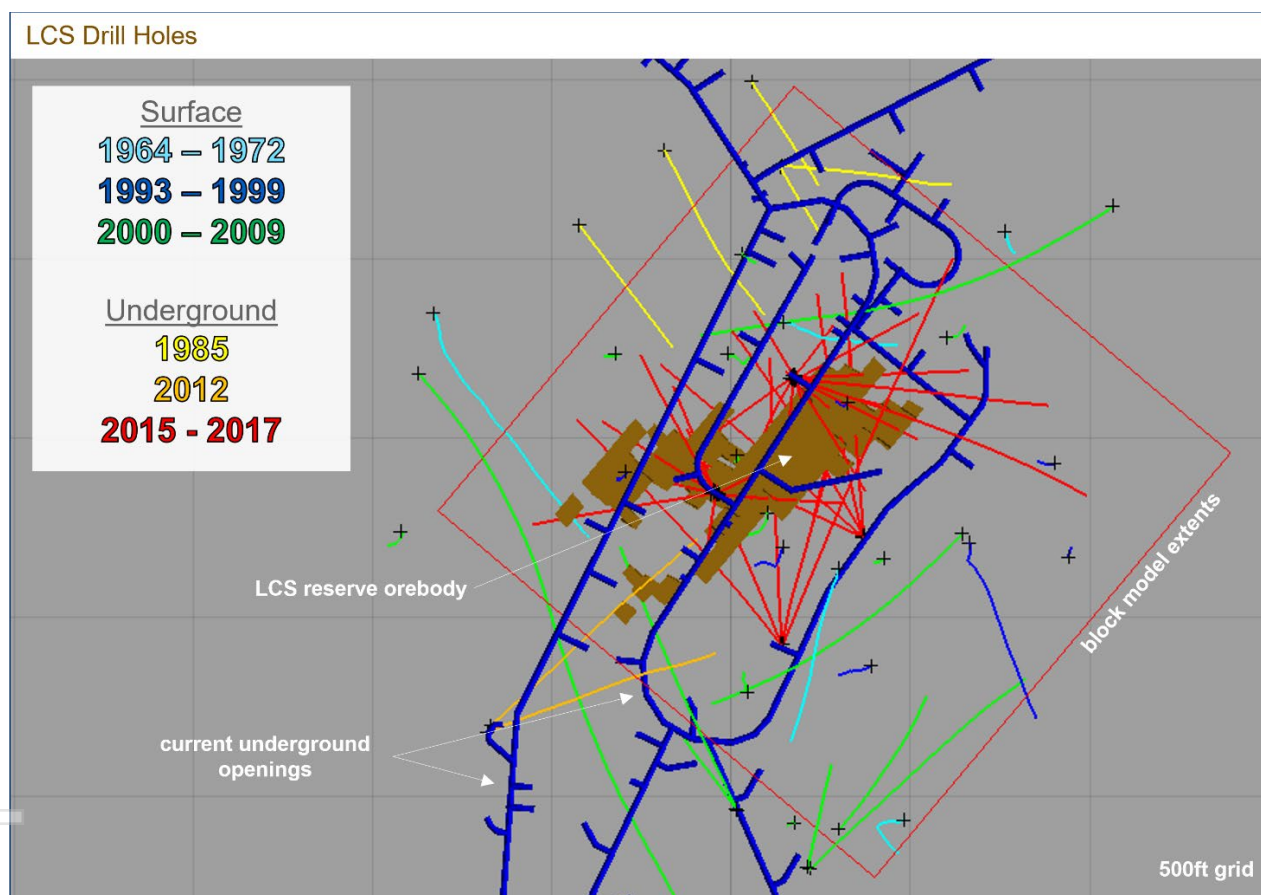 LCS Drill Holes
Surface
1964 – 1972
1993 – 1999
2000 – 2009
Underground
1985
2012
2015 - 2017
LCS reserve orebody
block model extents
current underground
openings
500ft grid